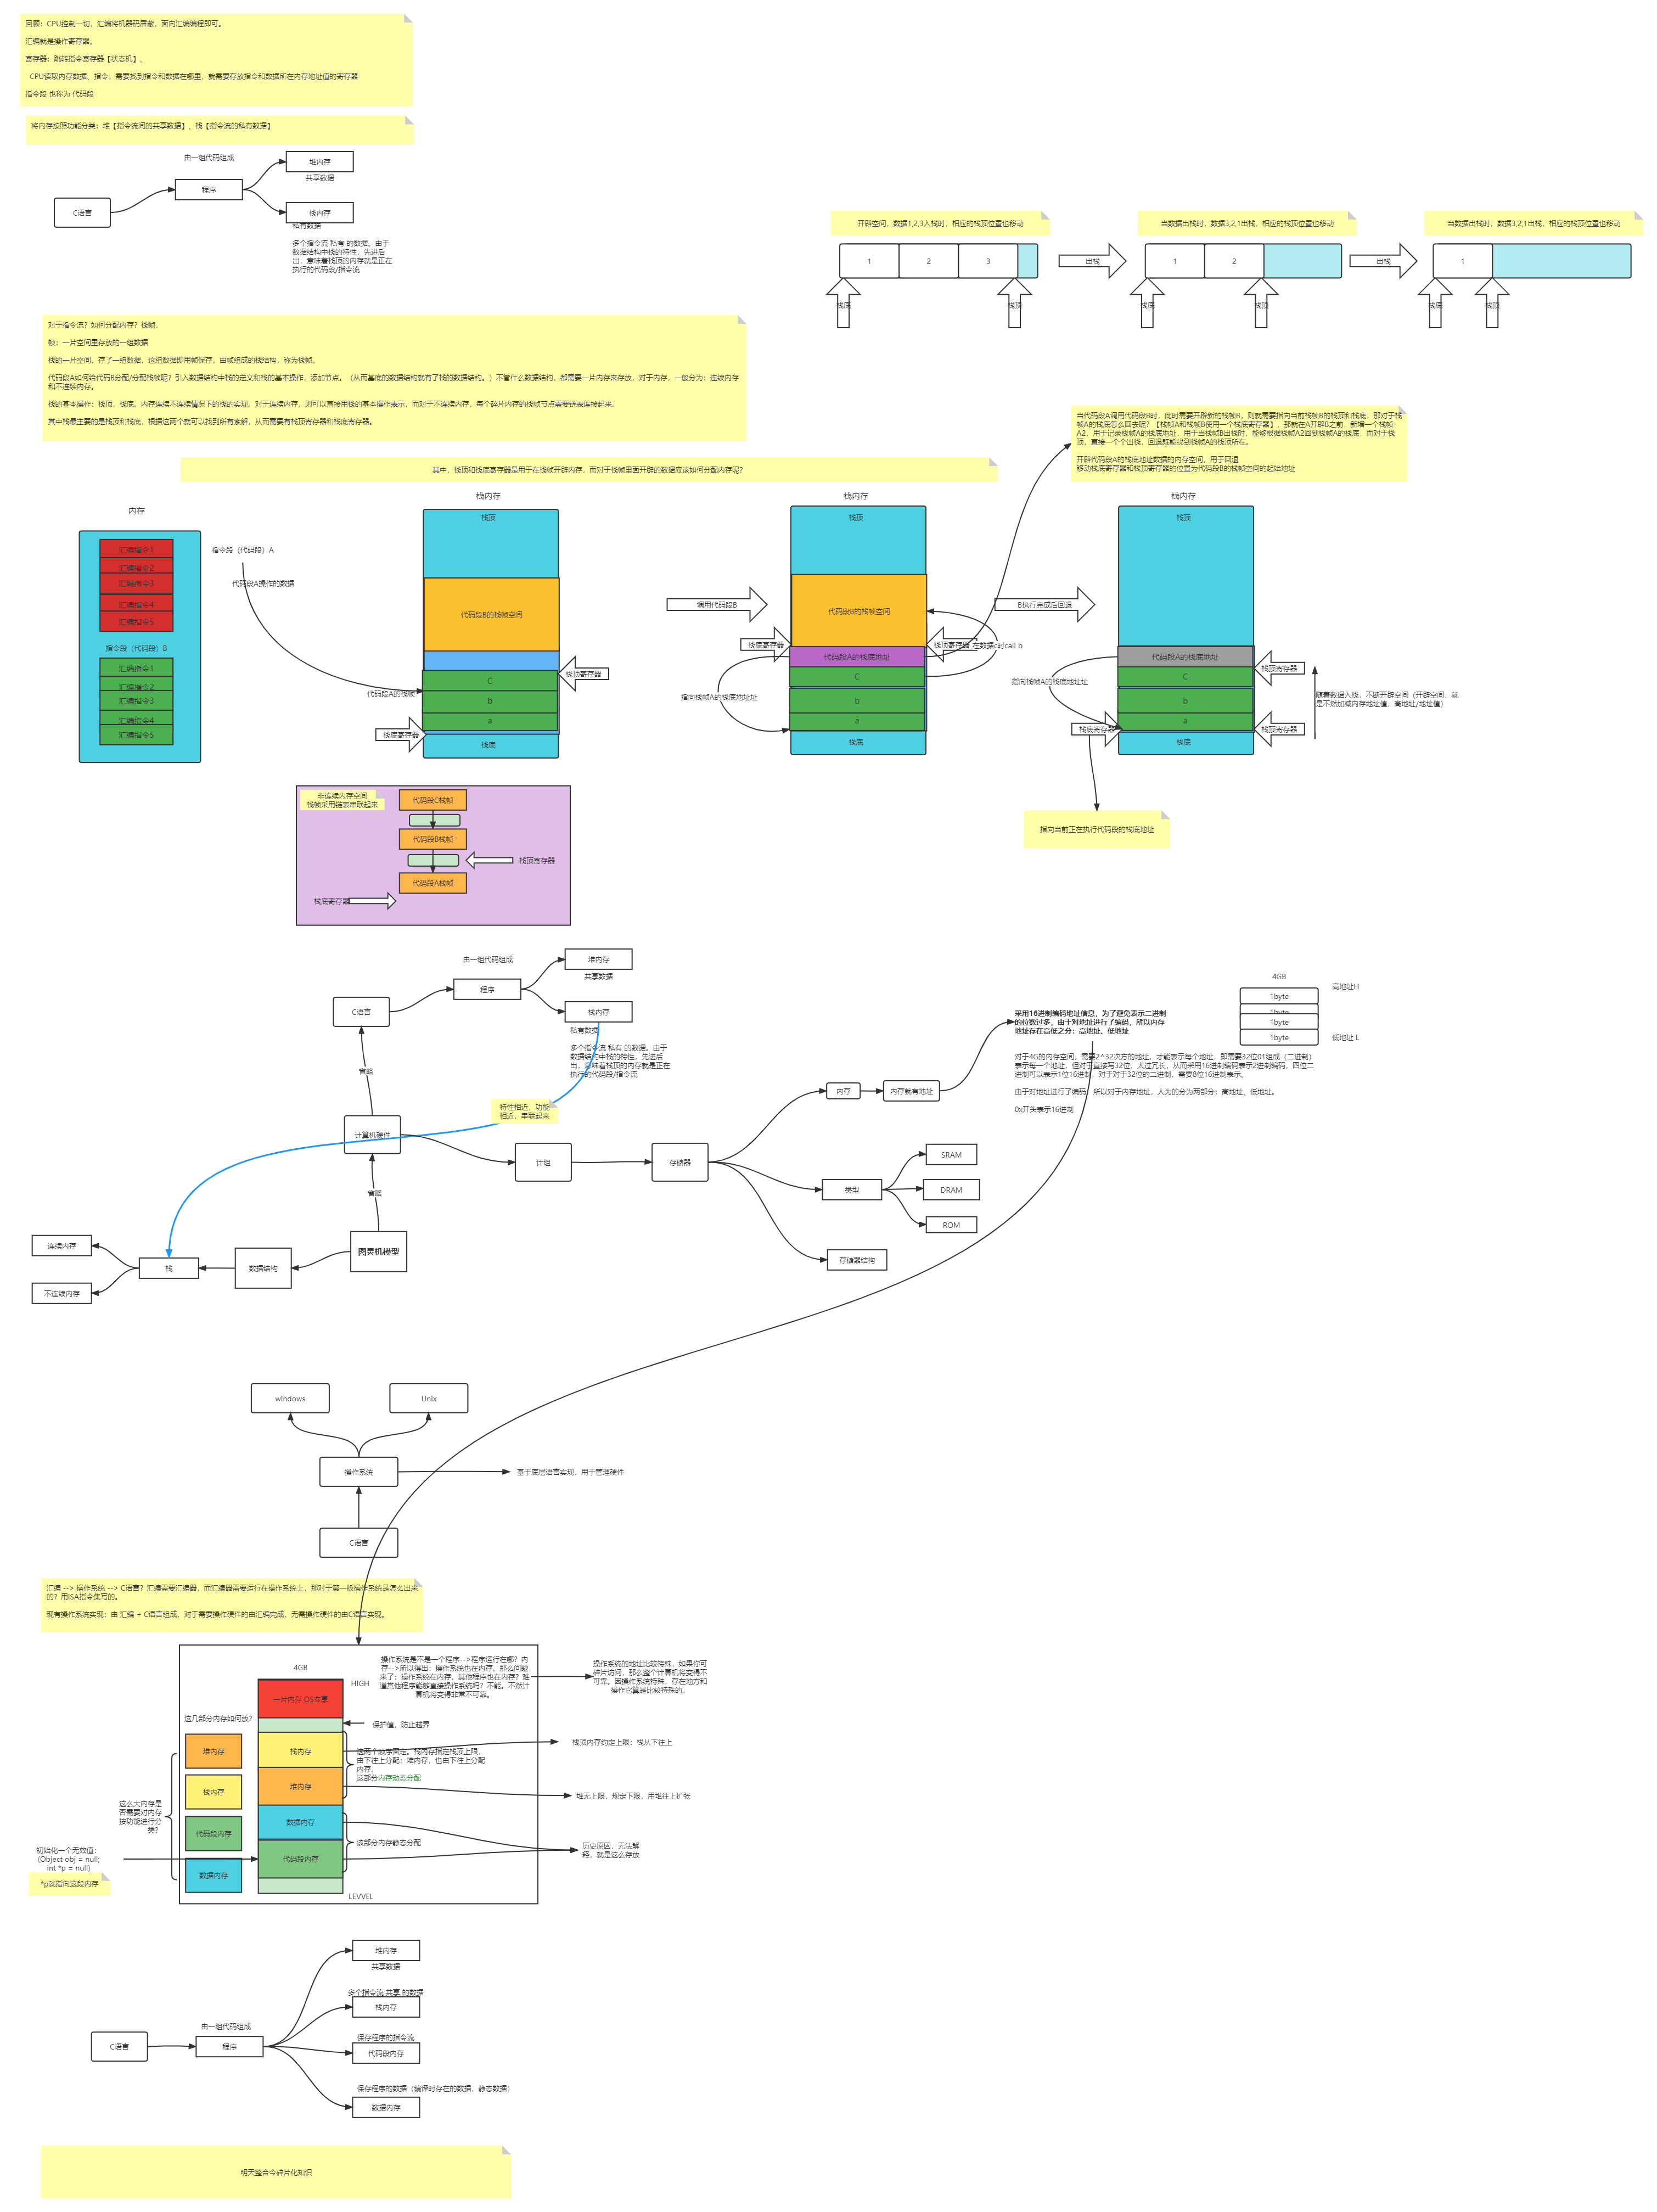 回顾：CPU控制一切，汇编将机器码屏蔽，面向汇编编程即可。
汇编就是操作寄存器。
寄存器：跳转指令寄存器【状态机】、
CPU读取内存数据、指令，需要找到指令和数据在哪里，就需要存放指令和数据所在内存地址值的寄存器
指令段 也称为 代码段
将内存按照功能分类：堆【指令流间的共享数据】、栈【指令流的私有数据】
由一组代码组成
堆内存
共享数据
程序
C语言
栈内存
私有数据
多个指令流 私有 的数据。由于
数据结构中栈的特性，先进后
出，意味着栈顶的内存就是正在
执行的代码段/指令流
开辟空间，数据1,2,3入栈时，相应的栈顶位置也移动
1
2
3
栈底
栈顶
出栈
当数据出栈时，数据3,2,1出栈，相应的栈顶位置也移动
1
2
栈底
栈顶
出栈
当数据出栈时，数据3,2,1出栈，相应的栈顶位置也移动
1
栈底
栈顶
对于指令流？如何分配内存？栈帧，
帧：一片空间里存放的一组数据
栈的一片空间，存了一组数据，这组数据即用帧保存，由帧组成的栈结构，称为栈帧。
代码段A如何给代码B分配/分配栈帧呢？引入数据结构中栈的定义和栈的基本操作，添加节点。（从而基底的数据结构就有了栈的数据结构。）不管什么数据结构，都需要一片内存来存放，对于内存，一般分为：连续内存
和不连续内存。
栈的基本操作：栈顶，栈底。内存连续不连续情况下的栈的实现。对于连续内存，则可以直接用栈的基本操作表示，而对于不连续内存，每个碎片内存的栈帧节点需要链表连接起来。
其中栈最主要的是栈顶和栈底，根据这两个就可以找到所有素解，从而需要有栈顶寄存器和栈底寄存器。
其中，栈顶和栈底寄存器是用于在栈帧开辟内存，而对于栈帧里面开辟的数据应该如何分配内存呢？
当代码段A调用代码段B时，此时需要开辟新的栈帧B，则就需要指向当前栈帧B的栈顶和栈底，那对于栈
帧A的栈底怎么回去呢？【栈帧A和栈帧B使用一个栈底寄存器】，那就在A开辟B之前，新增一个栈帧
A2，用于记录栈帧A的栈底地址，用于当栈帧B出栈时，能够根据栈帧A2回到栈帧A的栈底，而对于栈
顶，直接一个个出栈，回退既能找到栈帧A的栈顶所在。
开辟代码段A的栈底地址数据的内存空间，用于回退
移动栈底寄存器和栈顶寄存器的位置为代码段B的栈帧空间的起始地址
内存
汇编指令1
汇编指令2
汇编指令3
汇编指令4
汇编指令5
指令段（代码段）B
汇编指令1
汇编指令2
汇编指令3
汇编指令4
汇编指令5
指令段（代码段）A
代码段A操作的数据
代码段A的栈帧
栈内存
栈顶
代码段B的栈帧空间
C
b
a
栈底
栈顶寄存器
栈底寄存器
调用代码段B
栈内存
栈顶
代码段B的栈帧空间
代码段A的栈底地址
C
b
a
栈底
栈底寄存器
栈顶寄存器
在数据c时call b
指向栈帧A的栈底地址址
B执行完成后回退
栈内存
栈顶
代码段A的栈底地址
C
b
a
栈底
栈顶寄存器
指向栈帧A的栈底地址址
栈底寄存器
栈顶寄存器
随着数据入栈，不断开辟空间（开辟空间，就
是不然加减内存地址值，高地址/地址值）
指向当前正在执行代码段的栈底地址
非连续内存空间
栈帧采用链表串联起来
代码段C栈帧
代码段B栈帧
代码段A栈帧
栈顶寄存器
栈底寄存器
由一组代码组成
堆内存
共享数据
程序
C语言
栈内存
私有数据
多个指令流 私有 的数据。由于
数据结构中栈的特性，先进后
出，意味着栈顶的内存就是正在
执行的代码段/指令流
省略
特性相近，功能
相近，串联起来
计算机硬件
省略
图灵机模型
数据结构
栈
连续内存
不连续内存
计组
存储器
内存
内存就有地址
类型
SRAM
DRAM
ROM
存储器结构
采用16进制编码地址信息，为了避免表示二进制
的位数过多，由于对地址进行了编码，所以内存
地址存在高低之分：高地址、低地址
对于4G的内存空间，需要2^32次方的地址，才能表示每个地址，即需要32位01组成（二进制）
表示每一个地址，但对于直接写32位，太过冗长，从而采用16进制编码表示2进制编码，四位二
进制可以表示1位16进制，对于对于32位的二进制，需要8位16进制表示。
由于对地址进行了编码，所以对于内存地址，人为的分为两部分：高地址、低地址。
0x开头表示16进制
4GB
高地址H
1byte
1byte
1byte
1byte
低地址 L
windows
Unix
操作系统
基于底层语言实现，用于管理硬件
C语言
汇编 --> 操作系统 --> C语言？汇编需要汇编器，而汇编器需要运行在操作系统上，那对于第一版操作系统是怎么出来
的？用ISA指令集写的。
现有操作系统实现：由 汇编 + C语言组成，对于需要操作硬件的由汇编完成，无需操作硬件的由C语言实现。
4GB
HIGH
操作系统是不是一个程序-->程序运行在哪？内
存-->所以得出：操作系统也在内存。那么问题
来了：操作系统在内存，其他程序也在内存？难
道其他程序能够直接操作系统吗？不能。不然计
算机将变得非常不可靠。
操作系统的地址比较特殊，如果你可
碎片访问，那么整个计算机将变得不
可靠。因操作系统特殊，存在地方和
操作它算是比较特殊的。
一片内存 OS专享
这几部分内存如何放？
保护值，防止越界
堆内存
栈内存
代码段内存
数据内存
栈内存
堆内存
数据内存
代码段内存
这两个顺序固定。栈内存指定栈顶上限，
由下往上分配；堆内存，也由下往上分配
内存。
这部分内存动态分配
栈顶内存约定上限：栈从下往上
堆无上限，规定下限，用堆往上扩张
该部分内存静态分配
历史原因，无法解
释，就是这么存放
这么大内存是
否需要对内存
按功能进行分
类？
初始化一个无效值：
(Object obj = null;
int *p = null)
*p就指向这段内存
LEVVEL
堆内存
共享数据
多个指令流 共享 的数据
栈内存
由一组代码组成
C语言
程序
保存程序的指令流
代码段内存
保存程序的数据（编译时存在的数据，静态数据）
数据内存
明天整合今碎片化知识